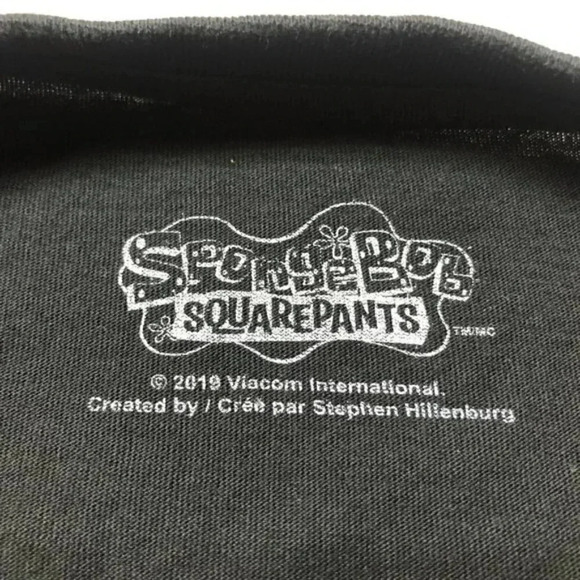 SPONGEBOB
SQUAREPANTS
TM/MC
© 2019 Viacom International.
Created by / Créé par Stephen Hillenburg